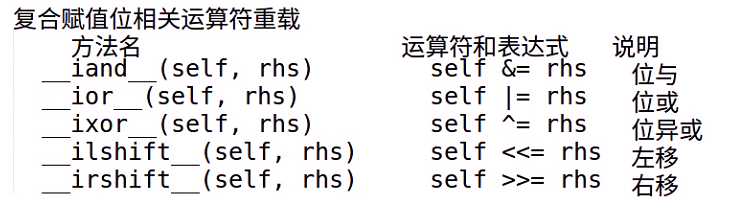 复合赋值位相关运算符重载
方法名 运算符和表达式 说明
__iand__(self, rhs) self &= rhs 位与
__ior__(self, rhs) self |= rhs 位或
__ixor__(self, rhs) self ^= rhs 位异或
__ilshift__(self, rhs) self <<= rhs 左移
__irshift__(self, rhs) self >>= rhs 右移